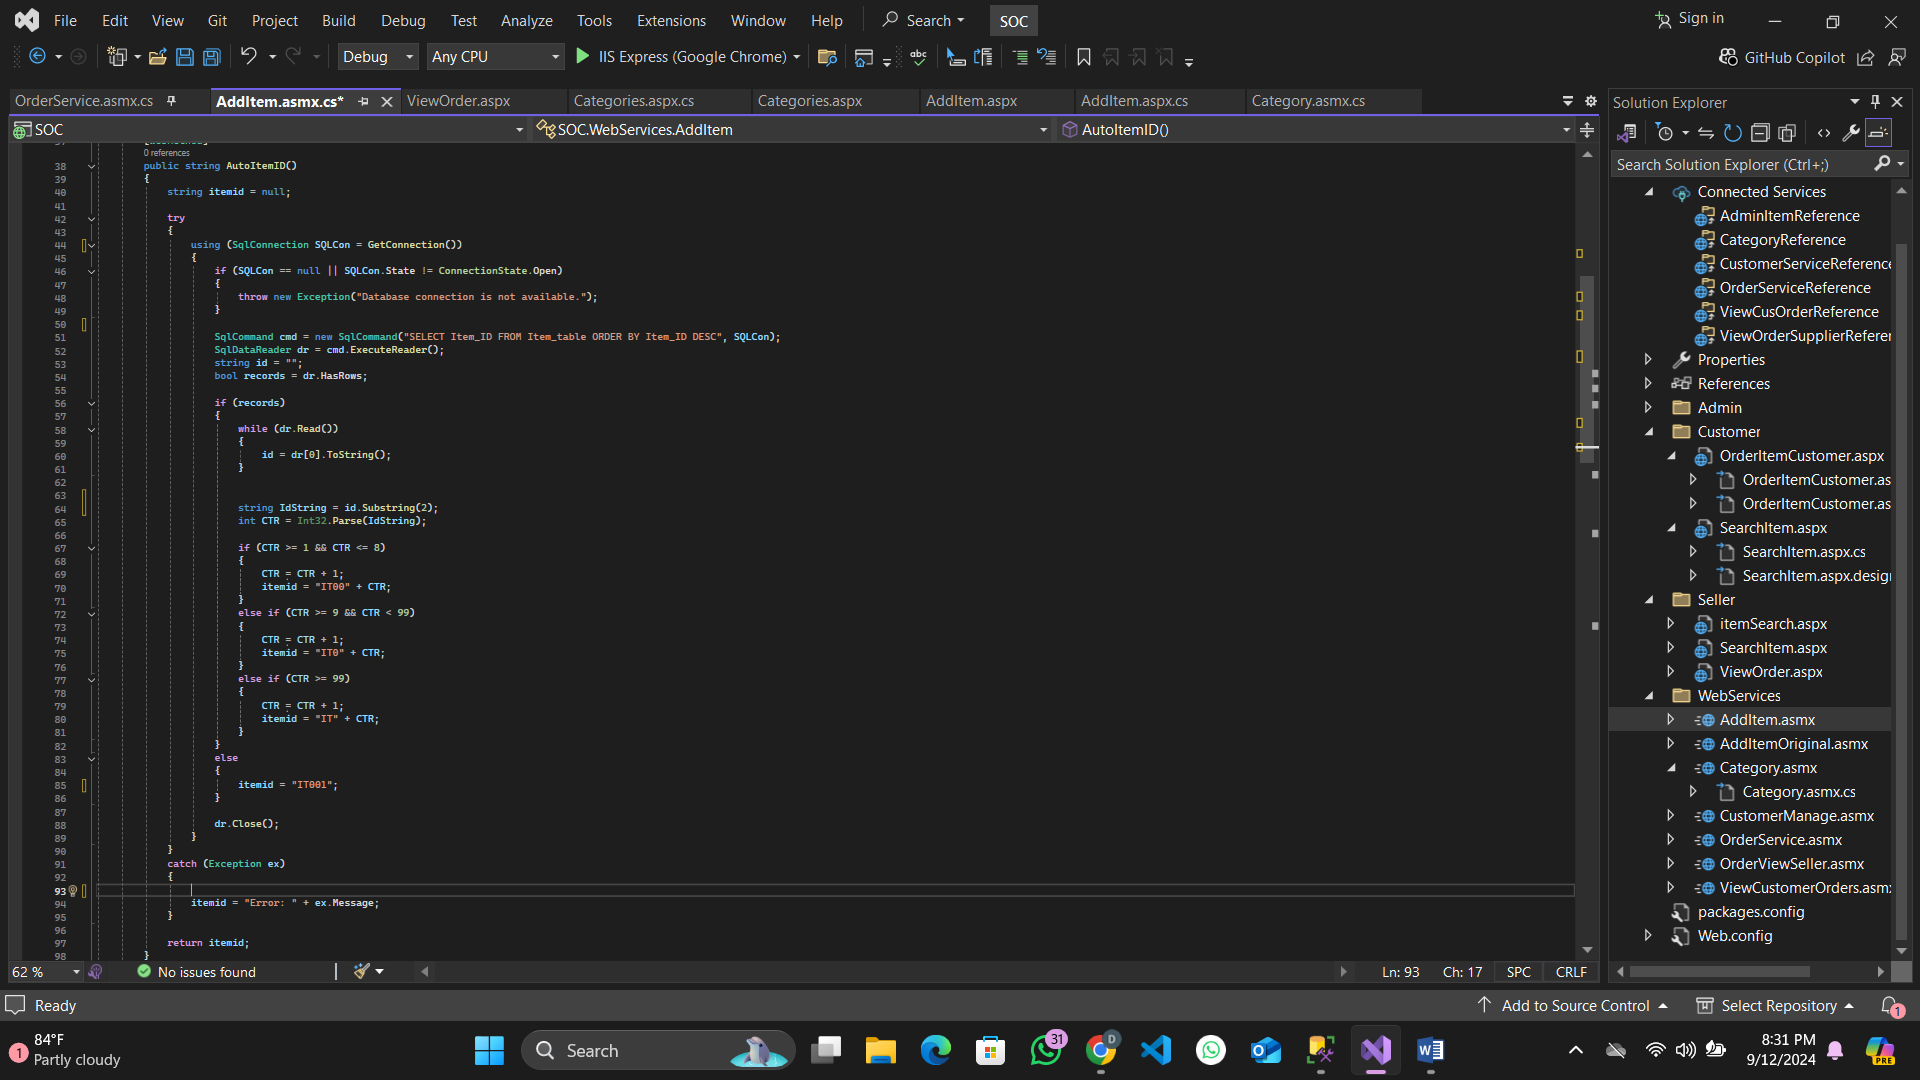 File Edit View Git Project Build Debug Test Analyze Tools Extensions Window Help Search SOC Sign in
Debug Any CPU IIS Express (Google Chrome) GitHub Copilot
OrderService.asmx.cs AddItem.asmx.cs* ViewOrder.aspx Categories.aspx.cs Categories.aspx AddItem.aspx AddItem.aspx.cs Category.asmx.cs
SOC SOC.WebServices.AddItem AutoItemID()
0 references
38 public string AutoItemID()
39 {
40 string itemid = null;
41
42 try
43 {
44 using (SqlConnection SQLCon = GetConnection())
45 {
46 if (SQLCon == null || SQLCon.State != ConnectionState.Open)
47 {
48 throw new Exception("Database connection is not available.");
49 }
50
51 SqlCommand cmd = new SqlCommand("SELECT Item_ID FROM Item_table ORDER BY Item_ID DESC", SQLCon);
52 SqlDataReader dr = cmd.ExecuteReader();
53 string id = "";
54 bool records = dr.HasRows;
55
56 if (records)
57 {
58 while (dr.Read())
59 {
60 id = dr[0].ToString();
61 }
62
63
64 string IdString = id.Substring(2);
65 int CTR = Int32.Parse(IdString);
66
67 if (CTR >= 1 && CTR <= 8)
68 {
69 CTR = CTR + 1;
70 itemid = "IT00" + CTR;
71 }
72 else if (CTR >= 9 && CTR < 99)
73 {
74 CTR = CTR + 1;
75 itemid = "IT0" + CTR;
76 }
77 else if (CTR >= 99)
78 {
79 CTR = CTR + 1;
80 itemid = "IT" + CTR;
81 }
82 }
83 else
84 {
85 itemid = "IT001";
86 }
87
88 dr.Close();
89 }
90 }
91 catch (Exception ex)
92 {
93
94 itemid = "Error: " + ex.Message;
95 }
96
97 return itemid;
98 }
62 % No issues found Ln: 93 Ch: 17 SPC CRLF
Solution Explorer
Search Solution Explorer (Ctrl+;)
Connected Services
AdminItemReference
CategoryReference
CustomerServiceReference
OrderServiceReference
ViewCusOrderReference
ViewOrderSupplierRefere
Properties
References
Admin
Customer
OrderItemCustomer.aspx
OrderItemCustomer.as
OrderItemCustomer.as
SearchItem.aspx
SearchItem.aspx.cs
SearchItem.aspx.design
Seller
itemSearch.aspx
SearchItem.aspx
ViewOrder.aspx
WebServices
AddItem.asmx
AddItemOriginal.asmx
Category.asmx
Category.asmx.cs
CustomerManage.asmx
OrderService.asmx
OrderViewSeller.asmx
ViewCustomerOrders.asm
packages.config
Web.config
Ready Add to Source Control Select Repository 1
1 84°F
Partly cloudy
Search
31
D
8:31 PM
9/12/2024
PRE